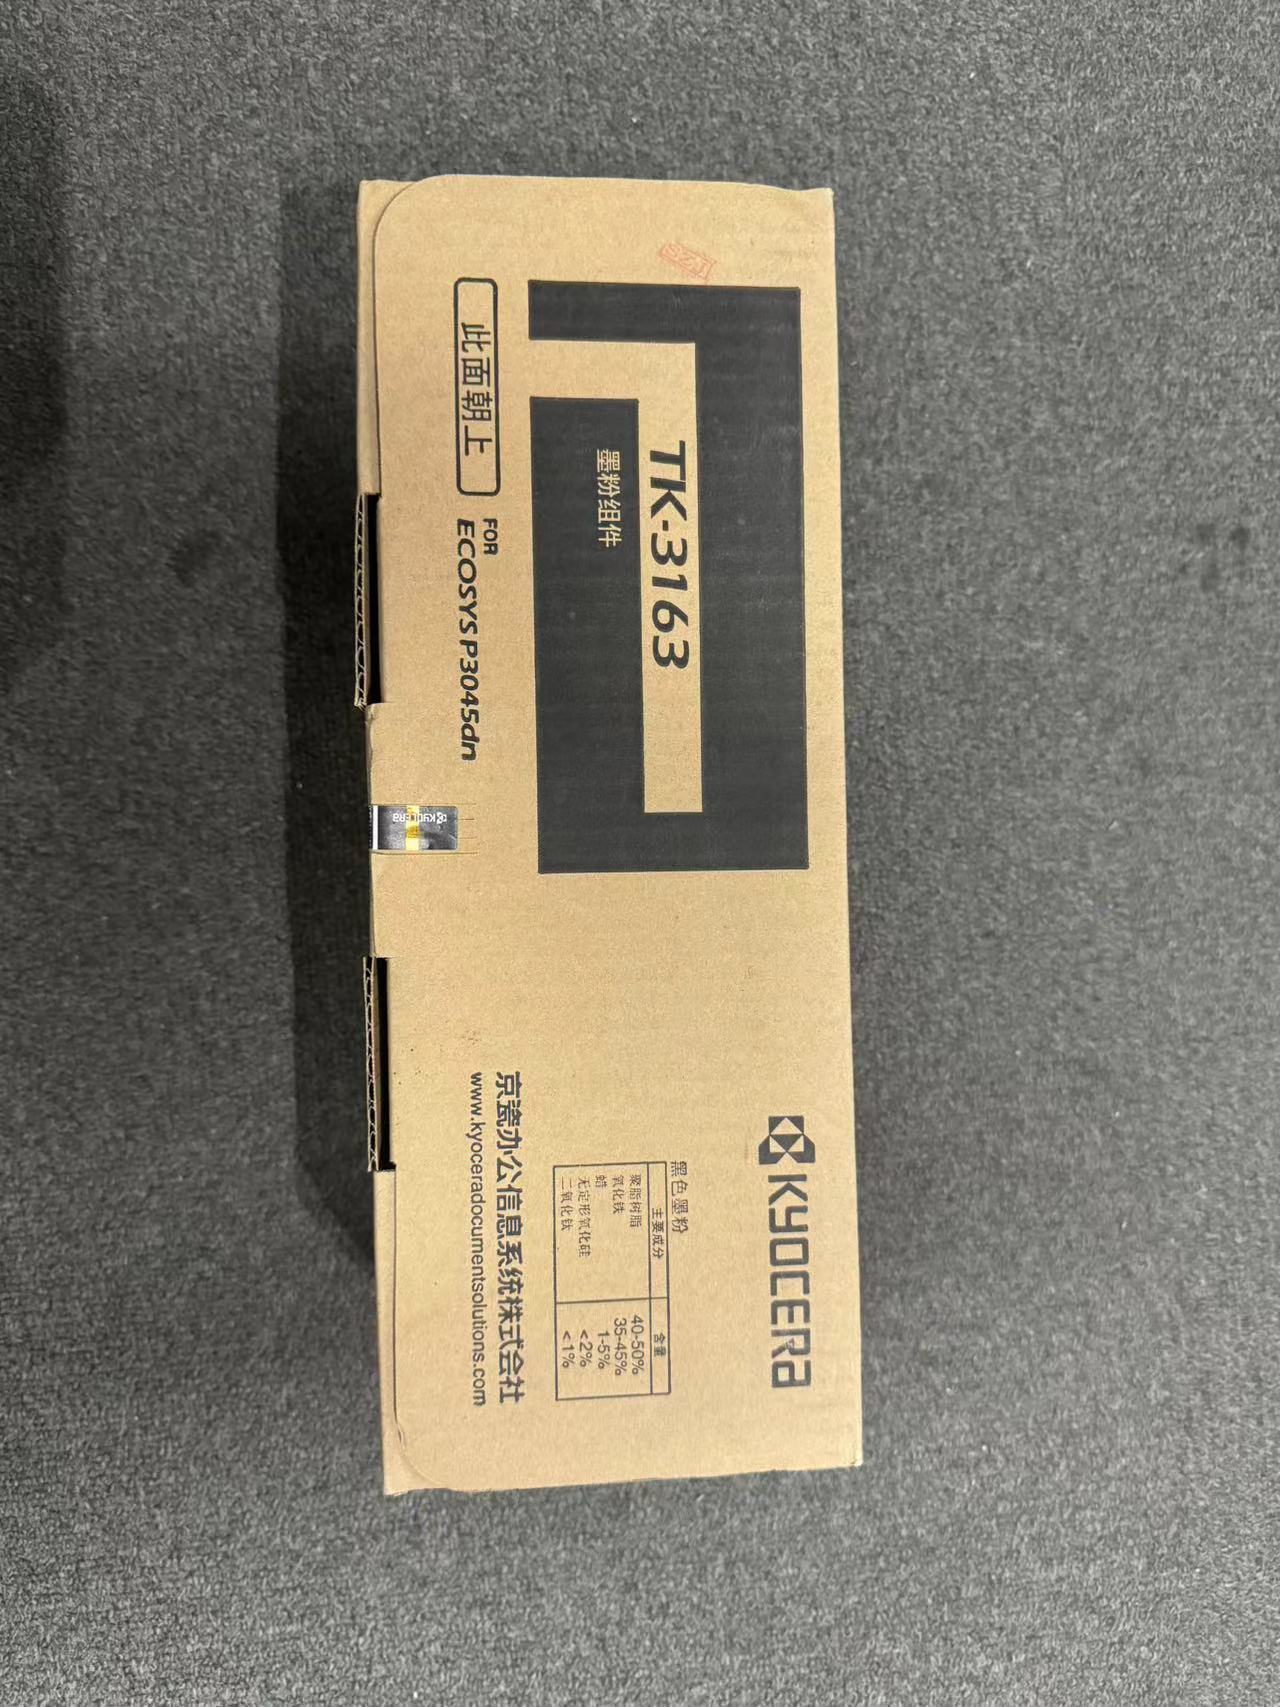 KYOCERA
TK-3163
墨粉组件
此面朝上
FOR
ECOSYS P3045dn
KYOCERA
黑色墨粉
主要成分 含量
聚脂树脂 40-50%
氧化铁 35-45%
蜡 1-5%
无定形氧化硅 <2%
二氧化钛 <1%
京瓷办公信息系统株式会社
www.kyoceradocumentsolutions.com